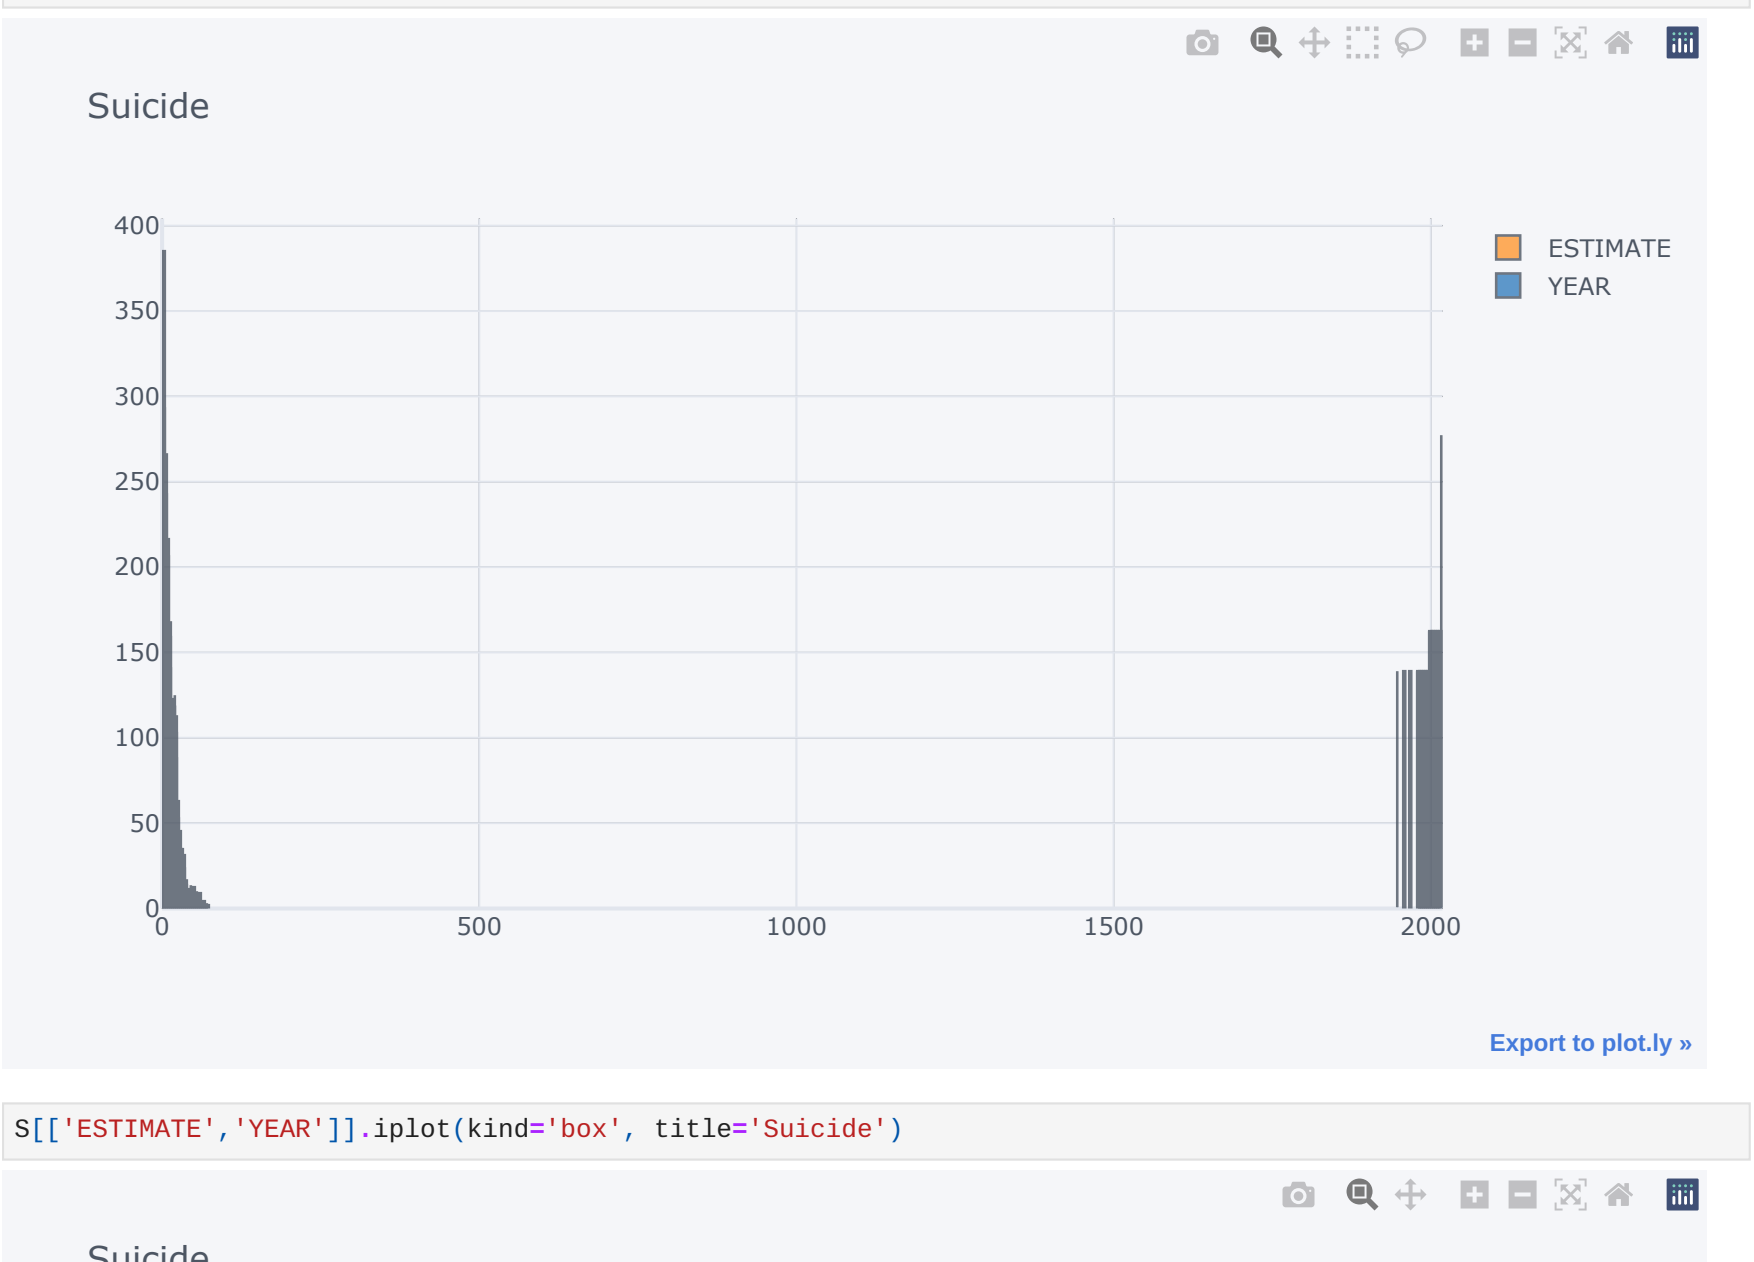 Suicide
400
350
300
250
200
150
100
50
0
0 500 1000 1500 2000
ESTIMATE
YEAR
Export to plot.ly »
S[['ESTIMATE','YEAR']].iplot(kind='box', title='Suicide')
Suicide